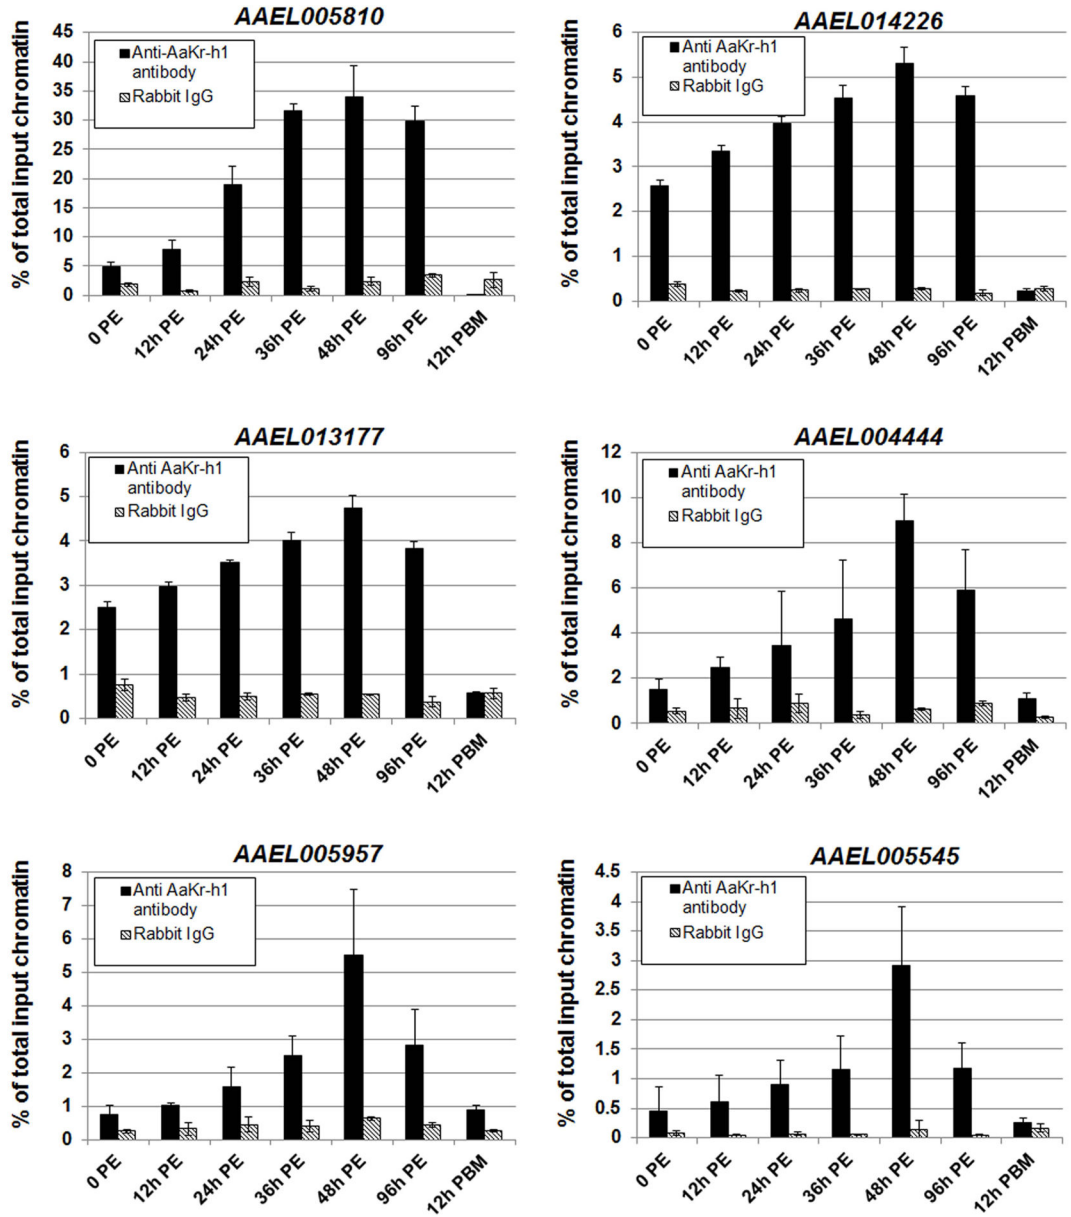 AAEL005810
% of total input chromatin
45
40
35
30
25
20
15
10
5
0
Anti-AaKr-h1
antibody
Rabbit IgG
0 PE
12h PE
24h PE
36h PE
48h PE
96h PE
12h PBM
AAEL014226
% of total input chromatin
6
5
4
3
2
1
0
Anti AaKr-h1
antibody
Rabbit IgG
0 PE
12h PE
24h PE
36h PE
48h PE
96h PE
12h PBM
AAEL013177
% of total input chromatin
6
5
4
3
2
1
0
Anti AaKr-h1
antibody
Rabbit IgG
0 PE
12h PE
24h PE
36h PE
48h PE
96h PE
12h PBM
AAEL004444
% of total input chromatin
12
10
8
6
4
2
0
Anti AaKr-h1
antibody
Rabbit IgG
0 PE
12h PE
24h PE
36h PE
48h PE
96h PE
12h PBM
AAEL005957
% of total input chromatin
8
7
6
5
4
3
2
1
0
Anti AaKr-h1
antibody
Rabbit IgG
0 PE
12h PE
24h PE
36h PE
48h PE
96h PE
12h PBM
AAEL005545
% of total input chromatin
4.5
4
3.5
3
2.5
2
1.5
1
0.5
0
Anti AaKr-h1
antibody
Rabbit IgG
0 PE
12h PE
24h PE
36h PE
48h PE
96h PE
12h PBM